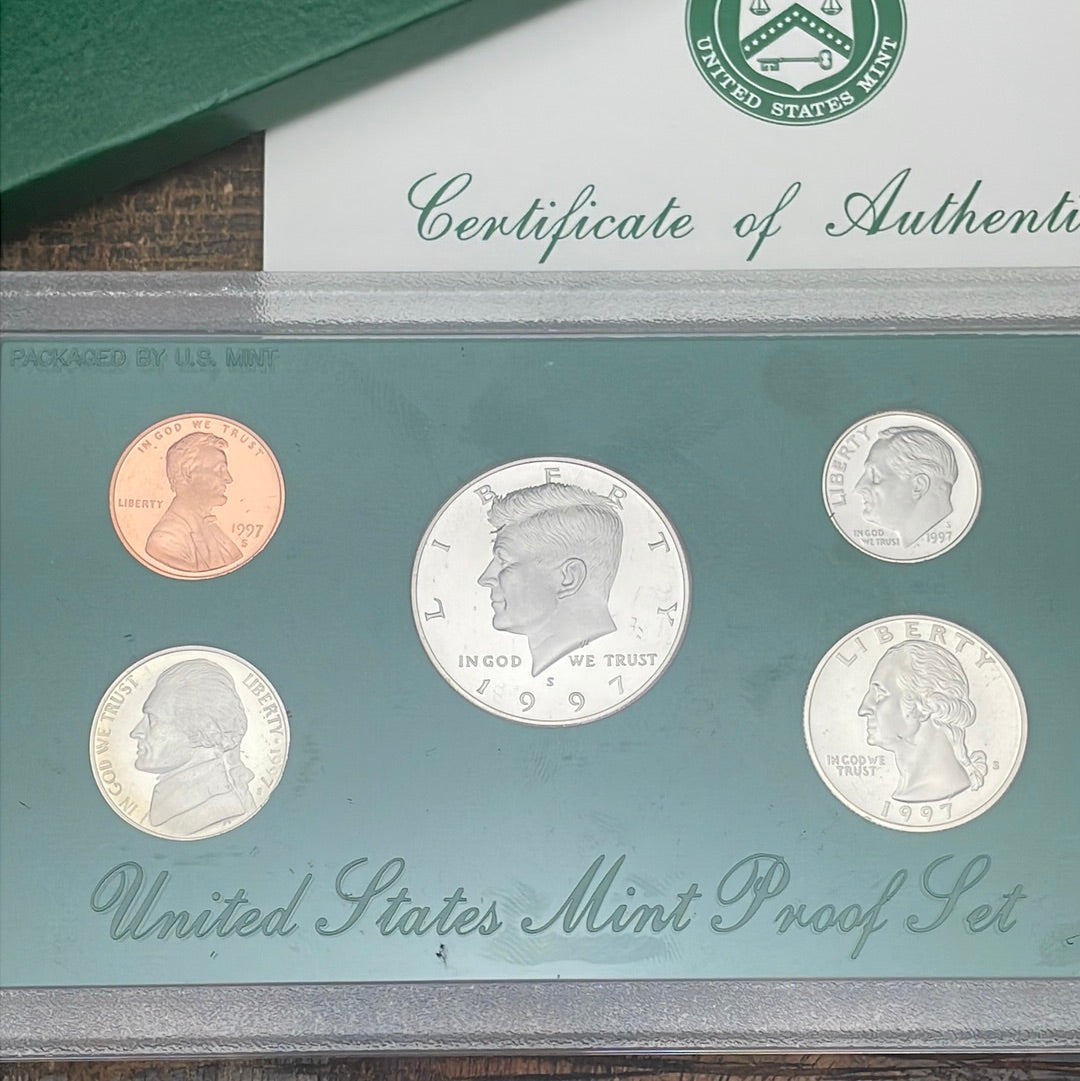 UNITED STATES MINT
Certificate of Authenti
PACKAGED BY U.S. MINT
IN GOD WE TRUST
LIBERTY
1997
S
LIBERTY
IN GOD WE TRUST
S
1997
LIBERTY
IN GOD
WE TRUST
S
1997
IN GOD WE TRUST
LIBERTY · 1997
S
LIBERTY
IN GOD WE
TRUST
S
1997
United States Mint Proof Set